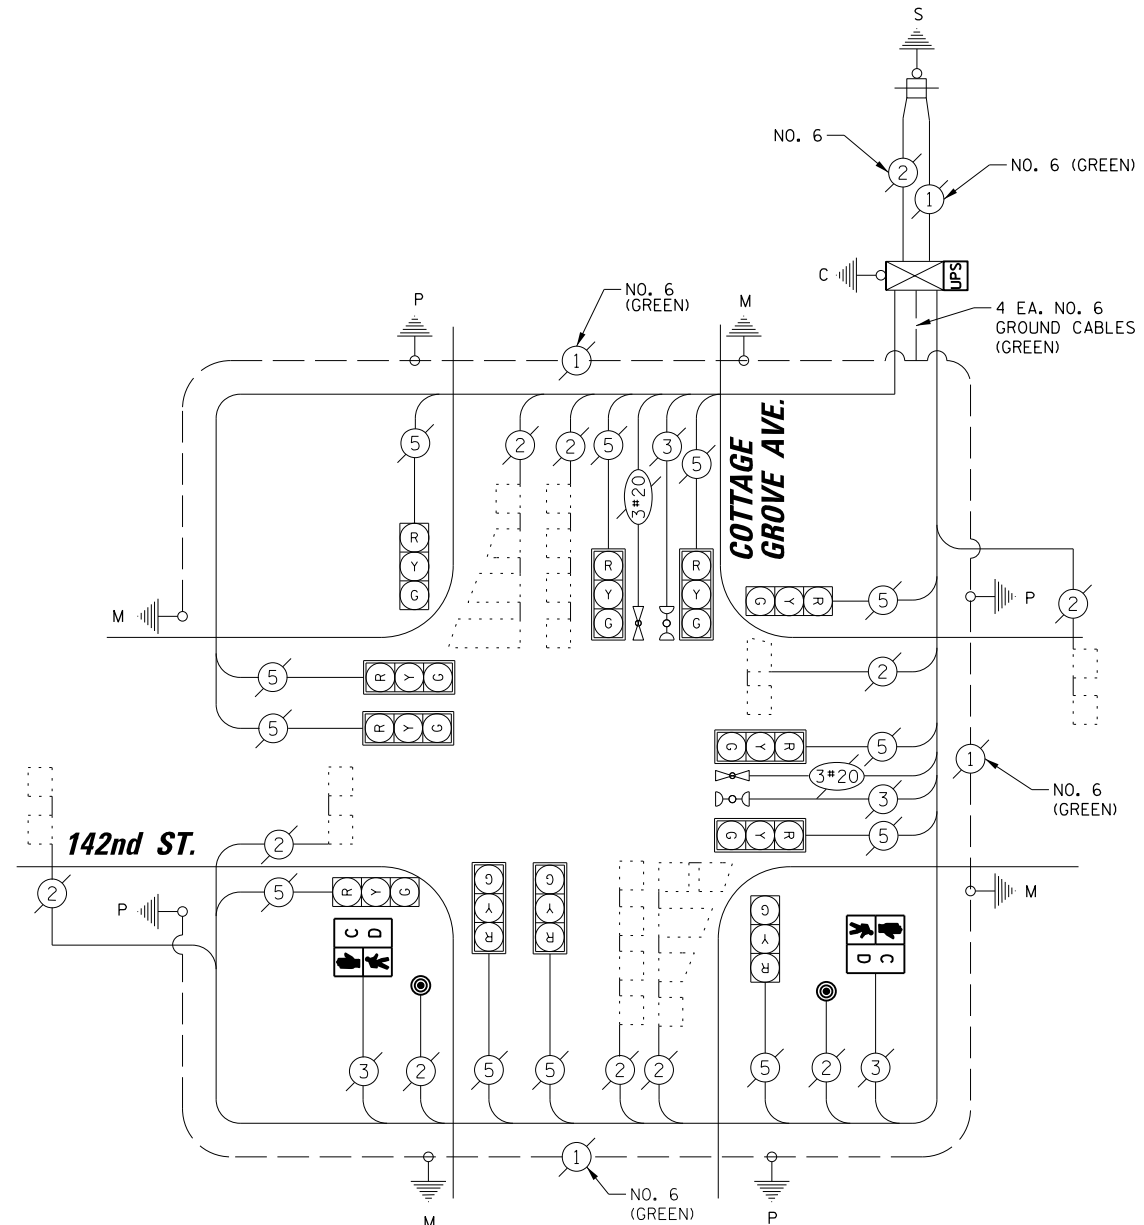 S
NO. 6
2
NO. 6 (GREEN)
1
C
UPS
4 EA. NO. 6
GROUND CABLES
(GREEN)
P
NO. 6
(GREEN)
M
1
5
2
2
5
3#20
3
5
COTTAGE
GROVE AVE.
R
Y
G
R
Y
G
R
Y
G
G Y R
5
P
2
M
2
5
R Y G
5
R Y G
G Y R
5
3#20
3
1
NO. 6
(GREEN)
G Y R
5
142nd ST.
2
2
5
R Y G
P
M
C D
G
Y
R
G
Y
R
G
Y
R
D C
3
2
5
5
2
2
5
2
3
1
NO. 6
(GREEN)
M
P